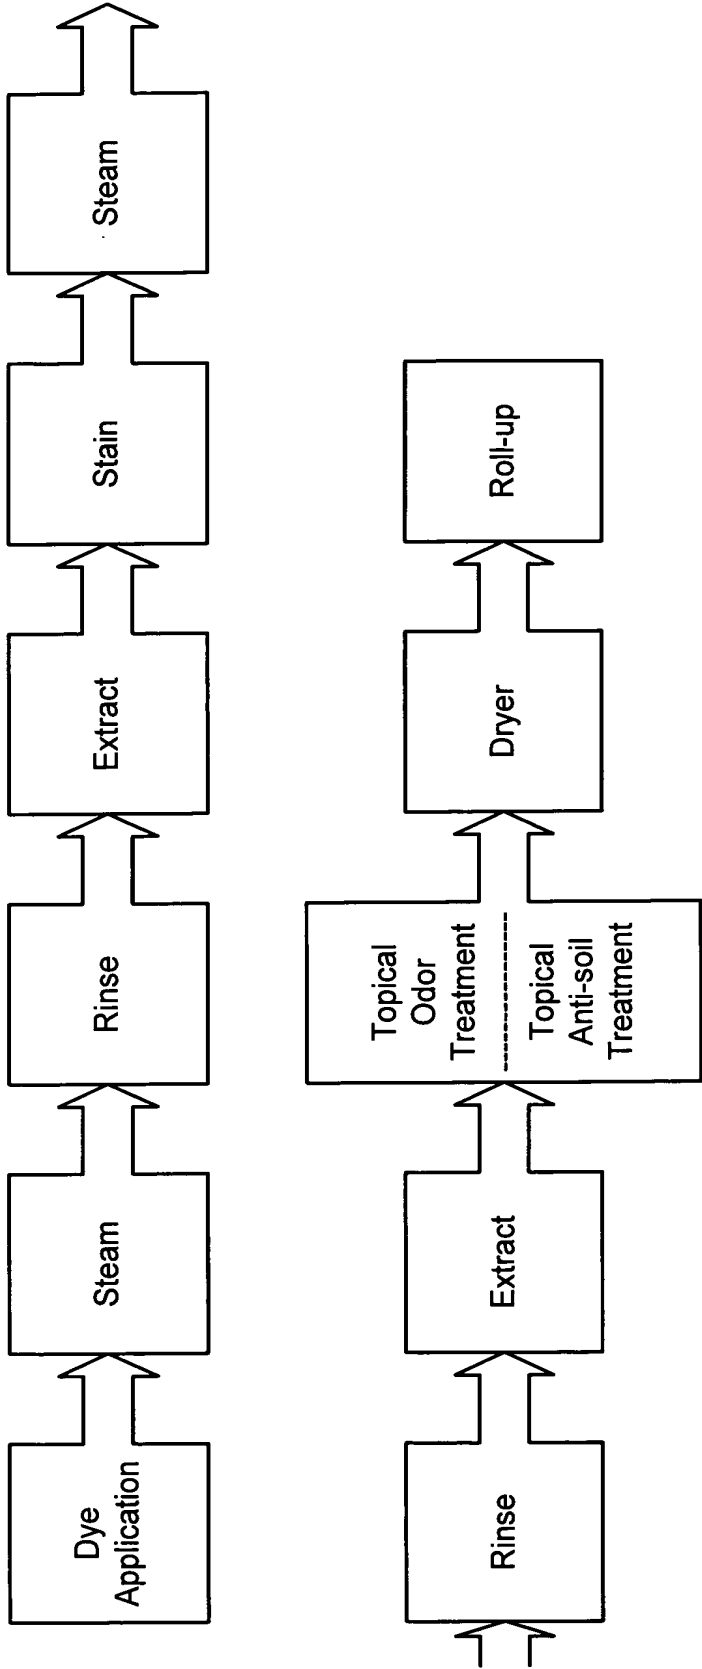 Dye
Application
Steam
Rinse
Extract
Stain
Steam
Rinse
Extract
Topical
Odor
Treatment
Topical
Anti-soil
Treatment
Dryer
Roll-up